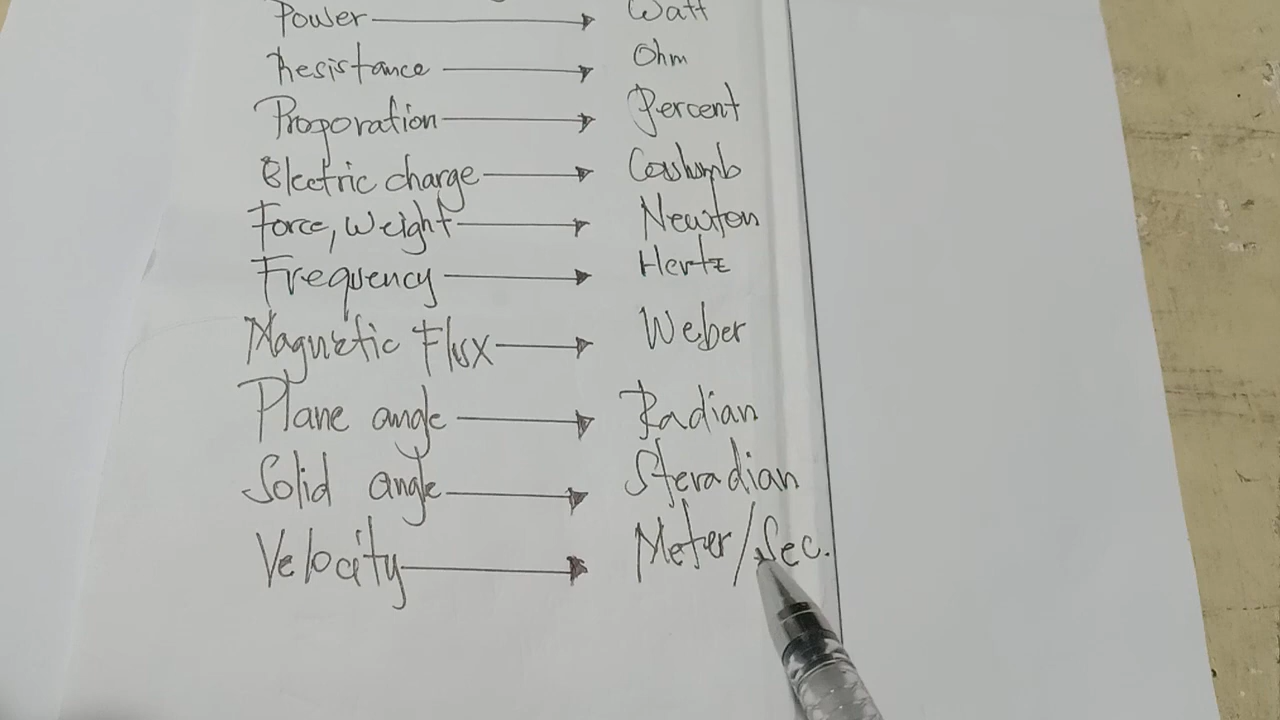 Power → Watt
Resistance → Ohm
Proporation → Percent
Electric charge → Coulumb
Force, Weight → Newton
Frequency → Hertz
Magnetic Flux → Weber
Plane angle → Radian
Solid angle → Steradian
Velocity → Meter/Sec.